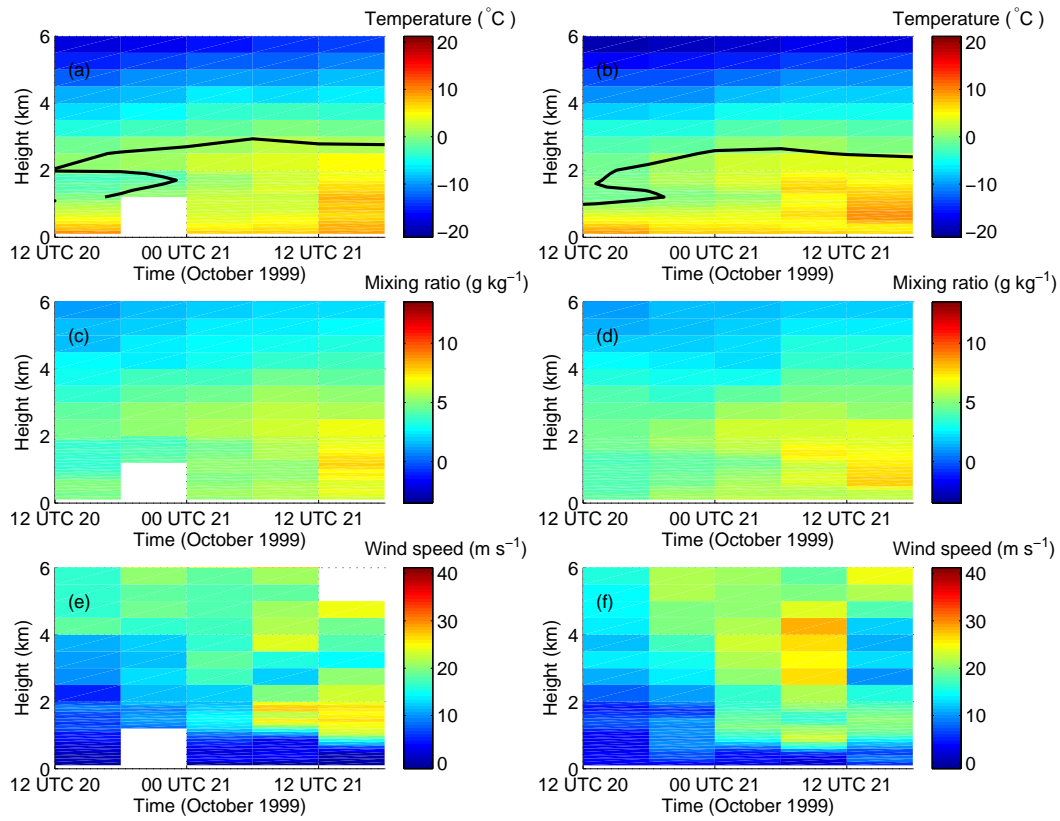 Temperature (°C)
Temperature (°C)
6
4
2
0
Height (km)
(a)
12 UTC 20
00 UTC 21
12 UTC 21
Time (October 1999)
20
10
0
−10
−20
6
4
2
0
Height (km)
(b)
12 UTC 20
00 UTC 21
12 UTC 21
Time (October 1999)
20
10
0
−10
−20
Mixing ratio (g kg⁻¹)
Mixing ratio (g kg⁻¹)
6
4
2
0
Height (km)
(c)
12 UTC 20
00 UTC 21
12 UTC 21
Time (October 1999)
10
5
0
6
4
2
0
Height (km)
(d)
12 UTC 20
00 UTC 21
12 UTC 21
Time (October 1999)
10
5
0
Wind speed (m s⁻¹)
Wind speed (m s⁻¹)
6
4
2
0
Height (km)
(e)
12 UTC 20
00 UTC 21
12 UTC 21
Time (October 1999)
40
30
20
10
0
6
4
2
0
Height (km)
(f)
12 UTC 20
00 UTC 21
12 UTC 21
Time (October 1999)
40
30
20
10
0